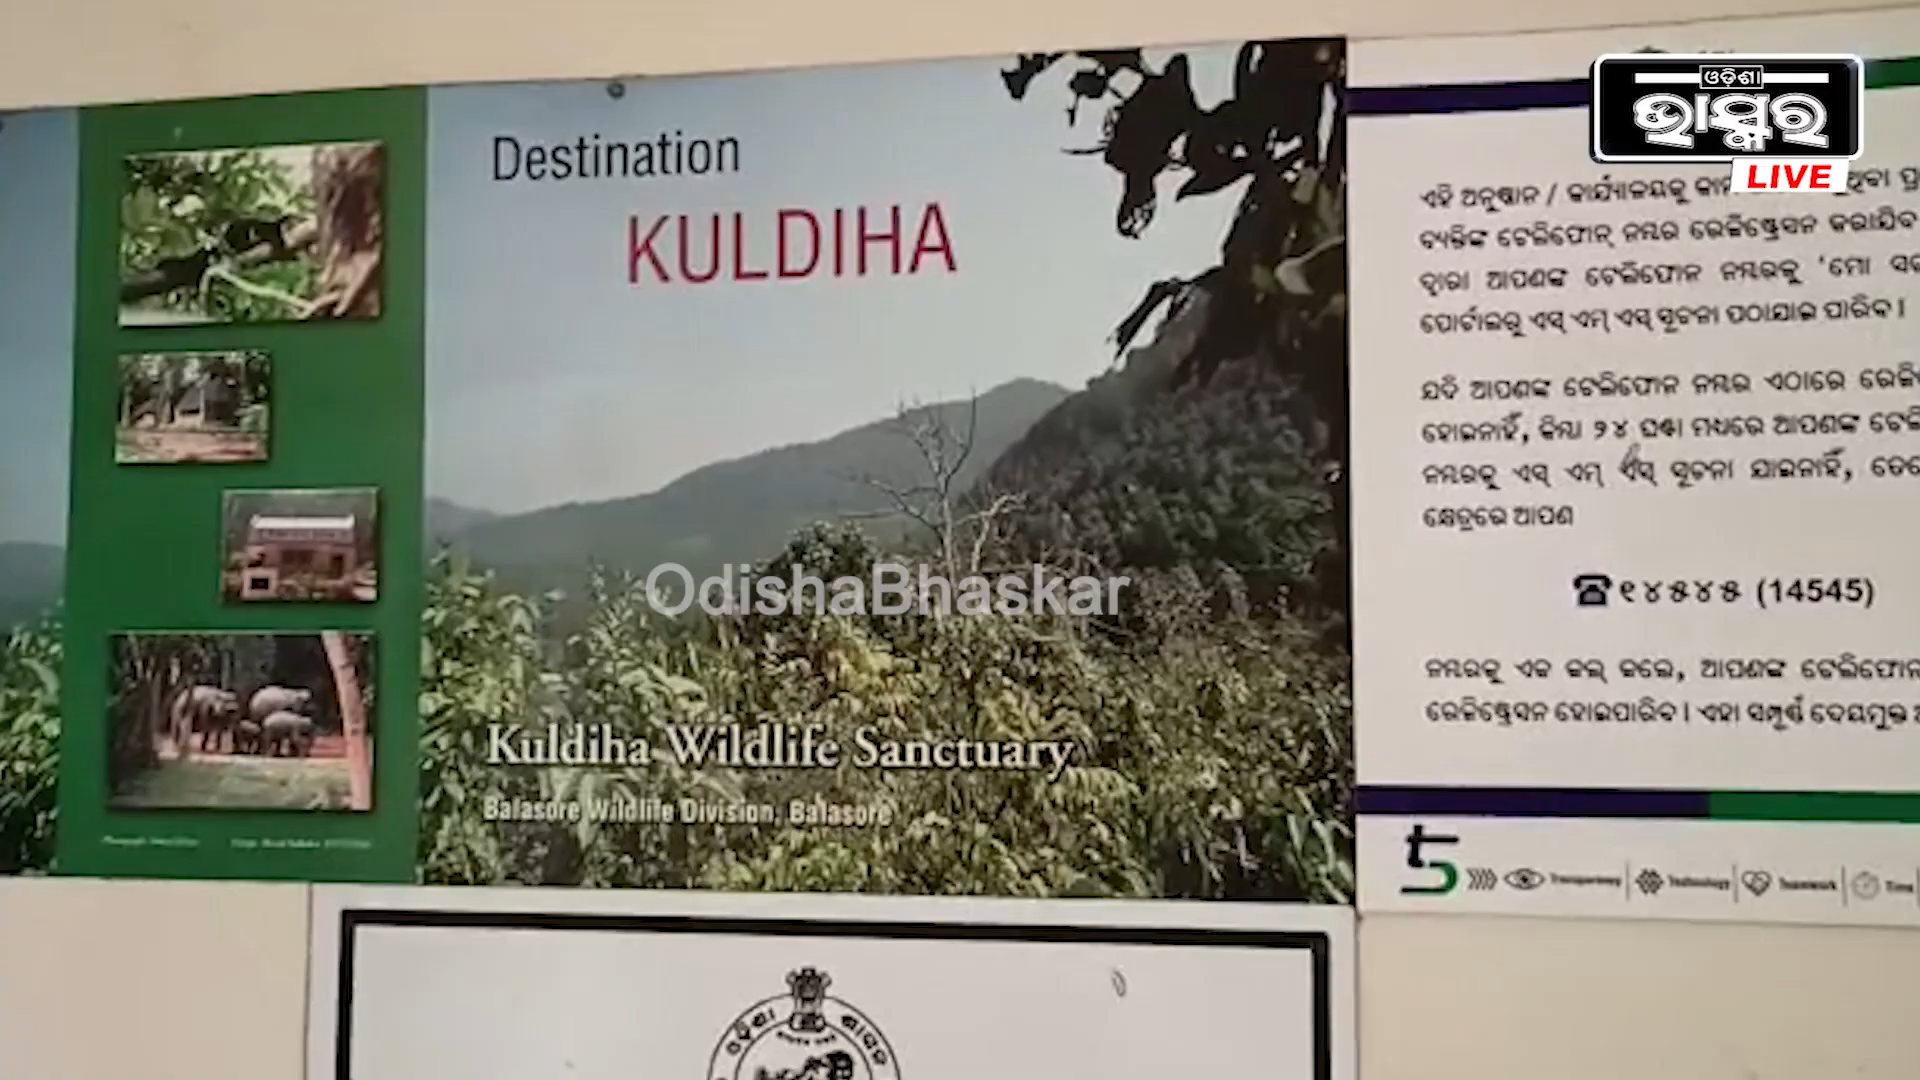 Destination
KULDIHA
OdishaBhaskar
Kuldiha Wildlife Sanctuary
Balasore Wildlife Division, Balasore
ଓଡ଼ିଶା
ଭାସ୍କର
LIVE
ଏହି ଅନୁଷ୍ଠାନ / କାର୍ଯ୍ୟାଳୟକୁ
ବ୍ୟକ୍ତିଙ୍କ ଟେଲିଫୋନ୍ ନମ୍ବର ରେଜିଷ୍ଟ୍ରେସନ କରାଯିବ
ଦ୍ୱାରା ଆପଣଙ୍କ ଟେଲିଫୋନ ନମ୍ବରକୁ 'ମୋ
ପୋର୍ଟାଲରୁ ଏସ୍ ଏମ୍ ଏସ୍ ସୂଚନା ପଠାଯାଇ ପାରିବ ।
ଯଦି ଆପଣଙ୍କ ଟେଲିଫୋନ ନମ୍ବର ଏଠାରେ
ହୋଇନାହିଁ, କିମ୍ବା ୨୪ ଘଣ୍ଟା ମଧ୍ୟରେ ଆପଣଙ୍କ
ନମ୍ବରକୁ ଏସ୍ ଏମ୍ ଏସ୍ ସୂଚନା ଯାଇନାହିଁ,
କ୍ଷେତ୍ରରେ ଆପଣ
୧୪୫୪୫ (14545)
ନମ୍ବରକୁ ଏକ କଲ୍ କଲେ, ଆପଣଙ୍କ ଟେଲିଫୋନ
ରେଜିଷ୍ଟ୍ରେସନ ହୋଇପାରିବ । ଏହା ସମ୍ପୂର୍ଣ୍ଣ ଦେୟମୁକ୍ତ
5 Transparency Technology Teamwork Time
ଓଡ଼ିଶା ଶାସନ